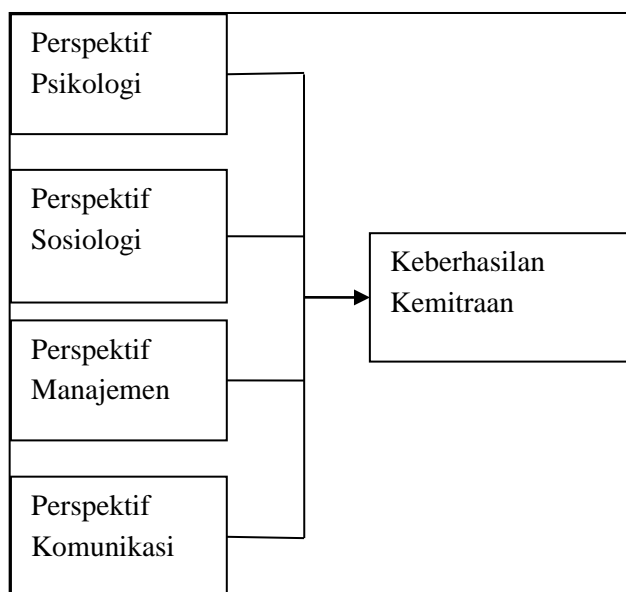 Perspektif
Psikologi
Perspektif
Sosiologi
Keberhasilan
Kemitraan
Perspektif
Manajemen
Perspektif
Komunikasi